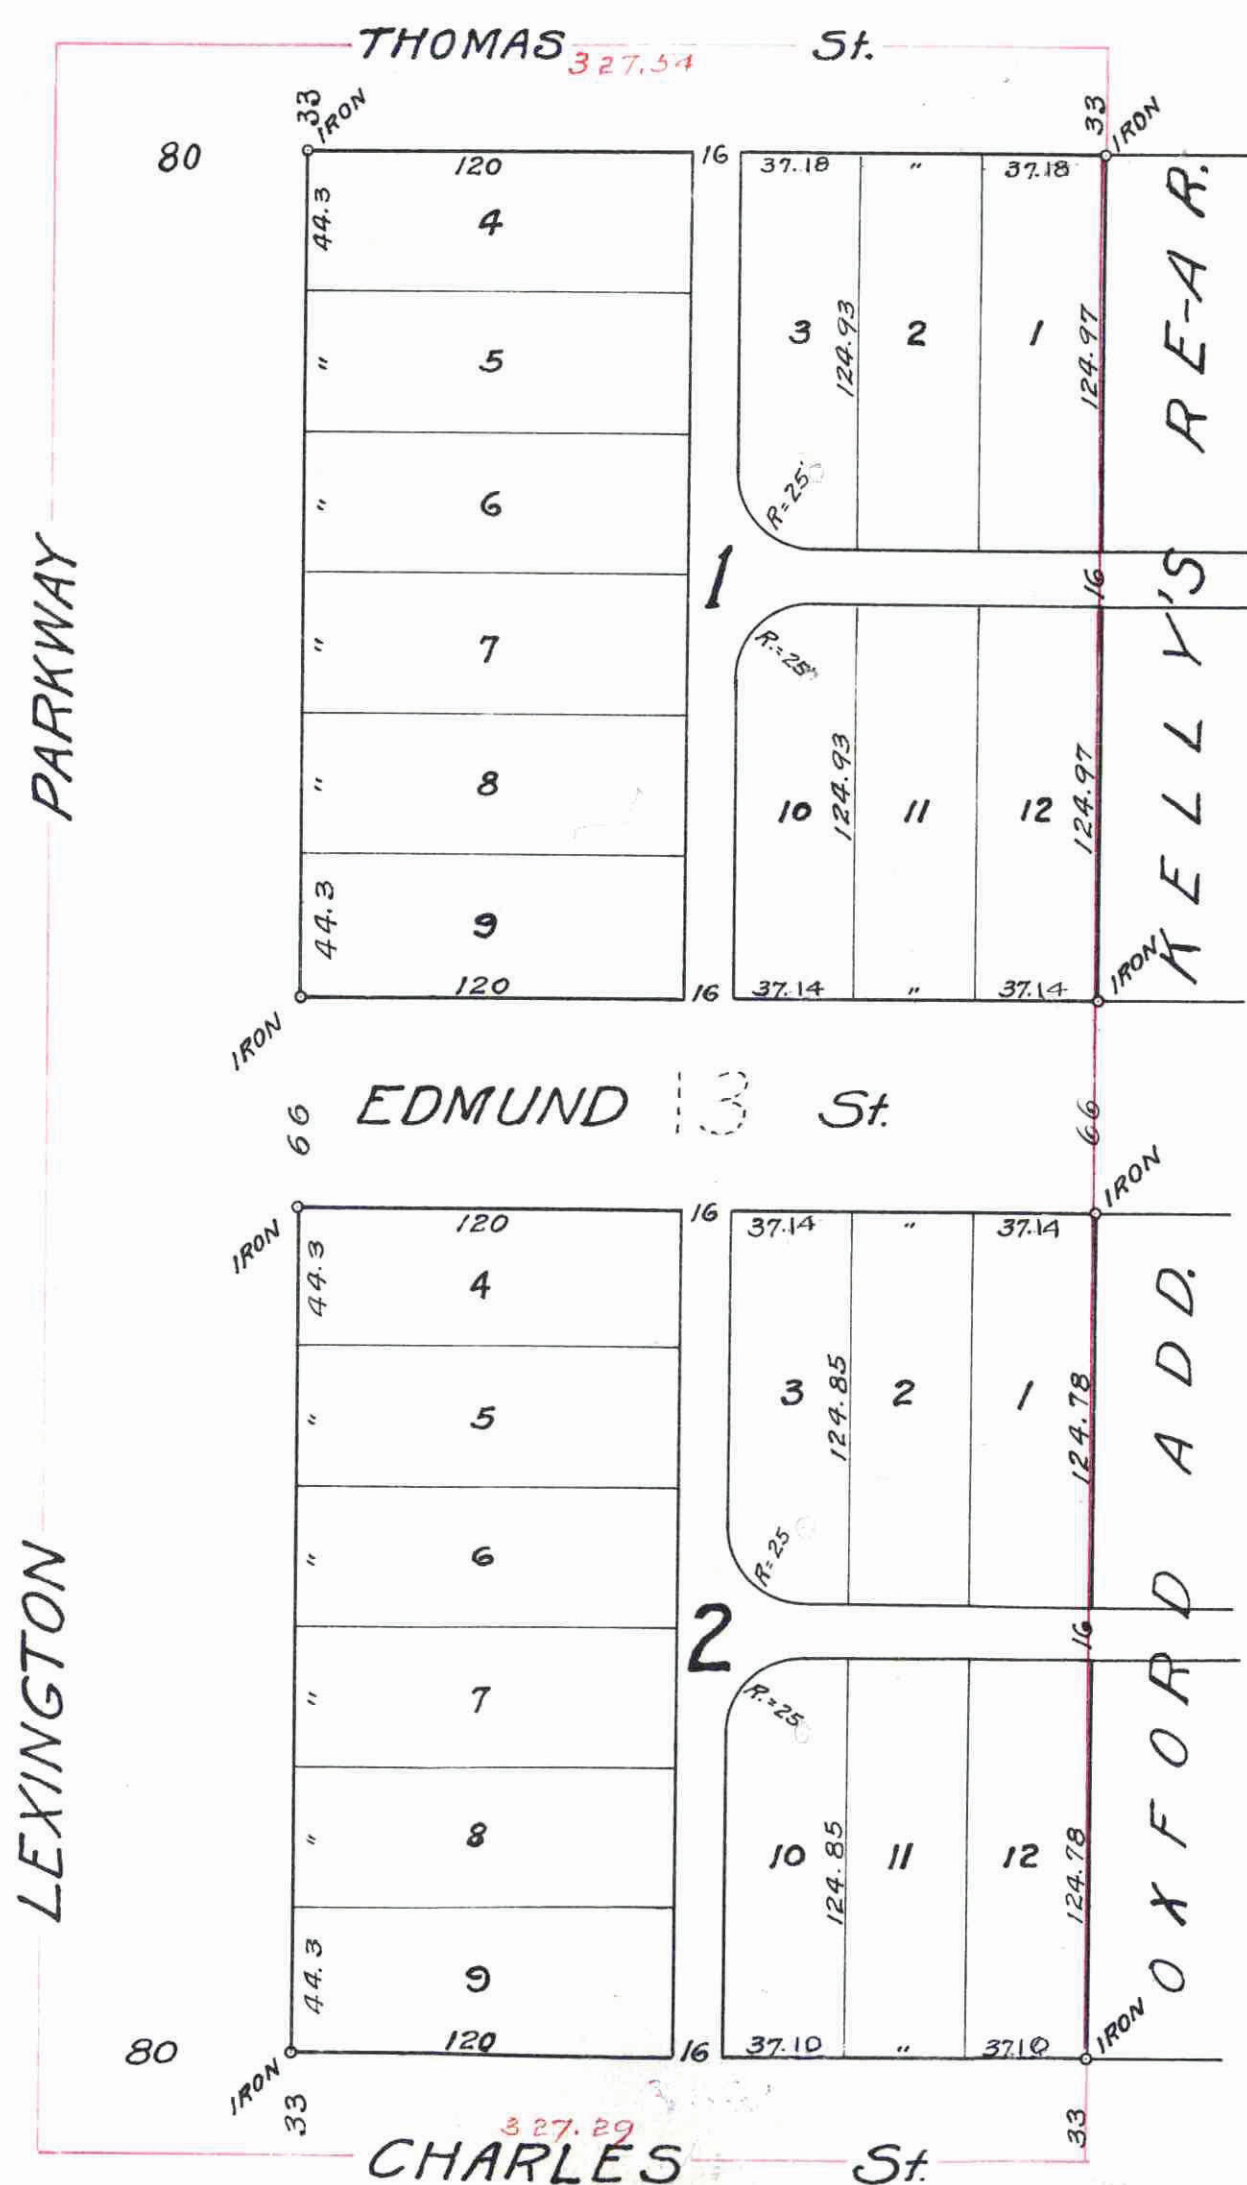 THOMAS St.
327.54
33 IRON
33 IRON
80
120
16
37.18 " 37.18
44.3
4
3
124.93
2
1
124.97
" 5
" 6
R=25'
1
16
" 7
R.=25'
" 8
10
124.93
11
12
124.97
44.3
9
120
16
37.14 " 37.14
IRON
IRON
66
EDMUND 13 St.
66
IRON
IRON
120
16
37.14 " 37.14
44.3
4
3
124.85
2
1
124.78
" 5
" 6
R=25
2
16
" 7
R.=25
" 8
10
124.85
11
12
124.78
44.3
9
80
120
16
37.10 " 37.10
IRON
IRON
33
33
327.29
CHARLES St.
LEXINGTON PARKWAY
KELLLY'S RE-AR.
OXFORD ADD.